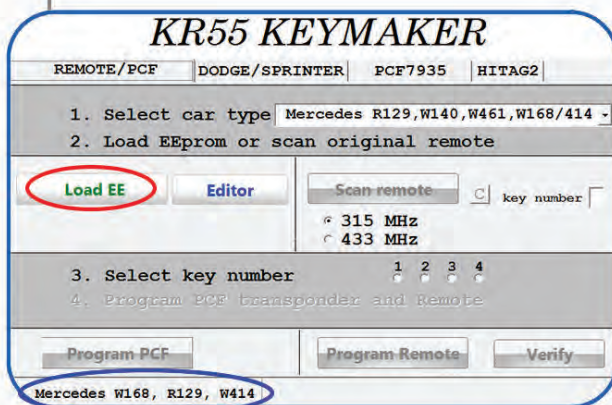 KR55 KEYMAKER
REMOTE/PCF DODGE/SPRINTER PCF7935 HITAG2
1. Select car type Mercedes R129,W140,W461,W168/414
2. Load EEprom or scan original remote
Load EE Editor Scan remote C key number
315 MHz
433 MHz
3. Select key number 1 2 3 4
4. Program PCF transponder and Remote
Program PCF Program Remote Verify
Mercedes W168, R129, W414